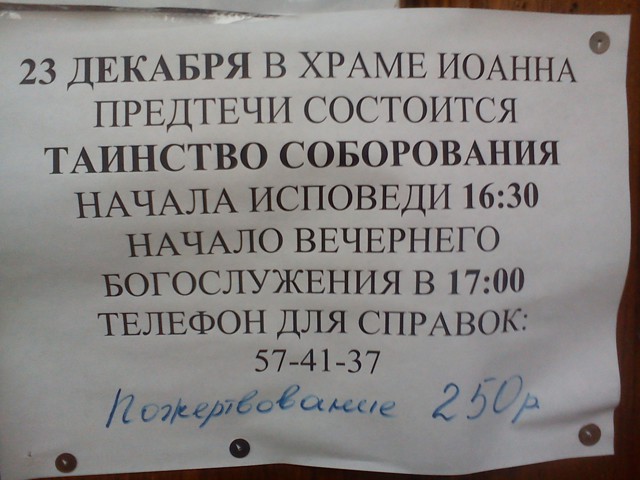 23 ДЕКАБРЯ В ХРАМЕ ИОАННА
ПРЕДТЕЧИ СОСТОИТСЯ
ТАИНСТВО СОБОРОВАНИЯ
НАЧАЛА ИСПОВЕДИ 16:30
НАЧАЛО ВЕЧЕРНЕГО
БОГОСЛУЖЕНИЯ В 17:00
ТЕЛЕФОН ДЛЯ СПРАВОК:
57-41-37
Пожертвование 250р